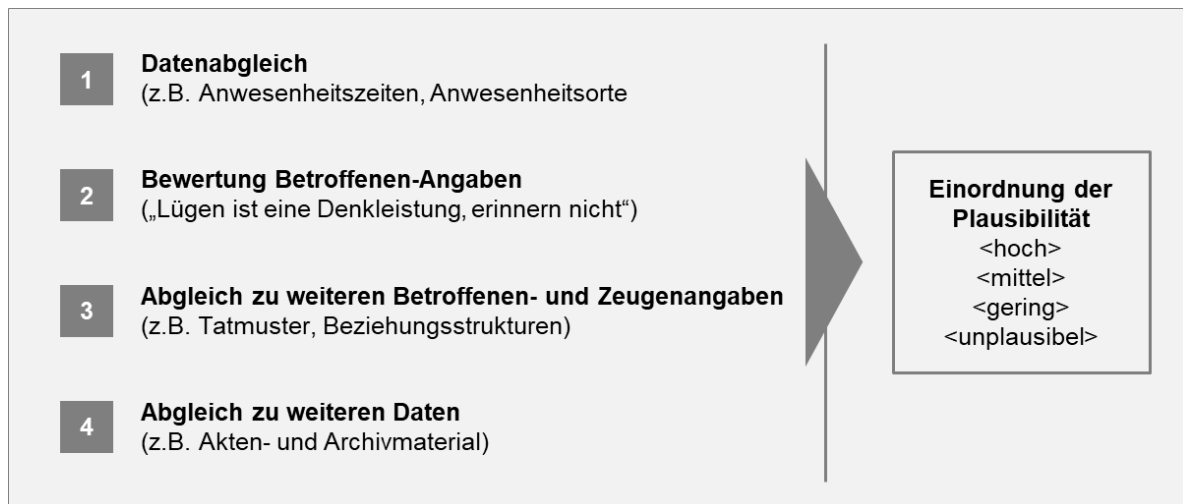 1
Datenabgleich
(z.B. Anwesenheitszeiten, Anwesenheitsorte
2
Bewertung Betroffenen-Angaben
(„Lügen ist eine Denkleistung, erinnern nicht“)
3
Abgleich zu weiteren Betroffenen- und Zeugenangaben
(z.B. Tatmuster, Beziehungsstrukturen)
4
Abgleich zu weiteren Daten
(z.B. Akten- und Archivmaterial)
Einordnung der
Plausibilität
<hoch>
<mittel>
<gering>
<unplausibel>